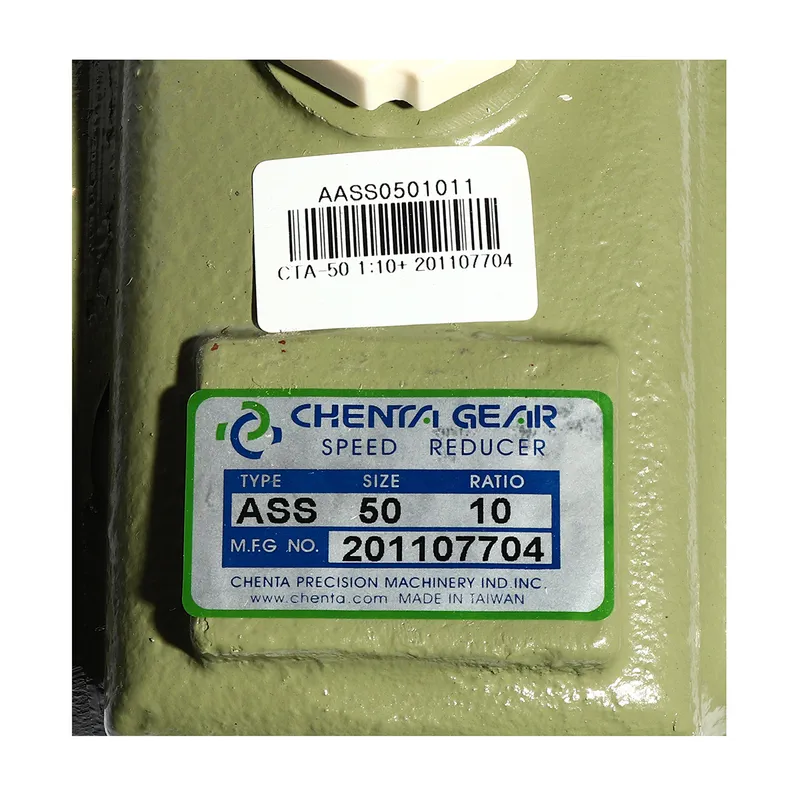 AASS0501011
CTA-50 1:10+ 201107704
CHENTA GEAR
SPEED REDUCER
TYPE SIZE RATIO
ASS 50 10
M.F.G .NO. 201107704
CHENTA PRECISION MACHINERY IND.INC.
www.chenta.com MADE IN TAIWAN